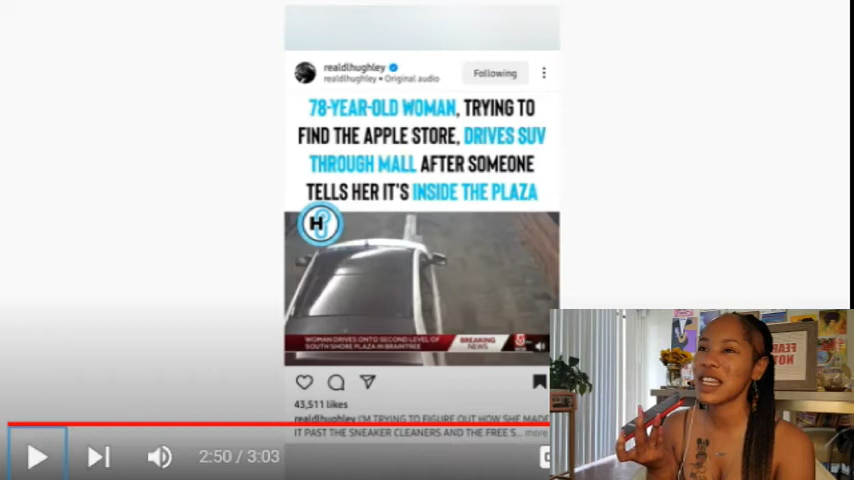 realdlhughley
realdlhughley • Original audio
Following
78-YEAR-OLD WOMAN, TRYING TO
FIND THE APPLE STORE, DRIVES SUV
THROUGH MALL AFTER SOMEONE
TELLS HER IT'S INSIDE THE PLAZA
H
WOMAN DRIVES ONTO SECOND LEVEL OF
SOUTH SHORE PLAZA IN BRAINTREE
BREAKING
NEWS
5
43,511 likes
realdlhughley I'M TRYING TO FIGURE OUT HOW SHE MADE
IT PAST THE SNEAKER CLEANERS AND THE FREE S... more
2:50 / 3:03
FEAR
NOT